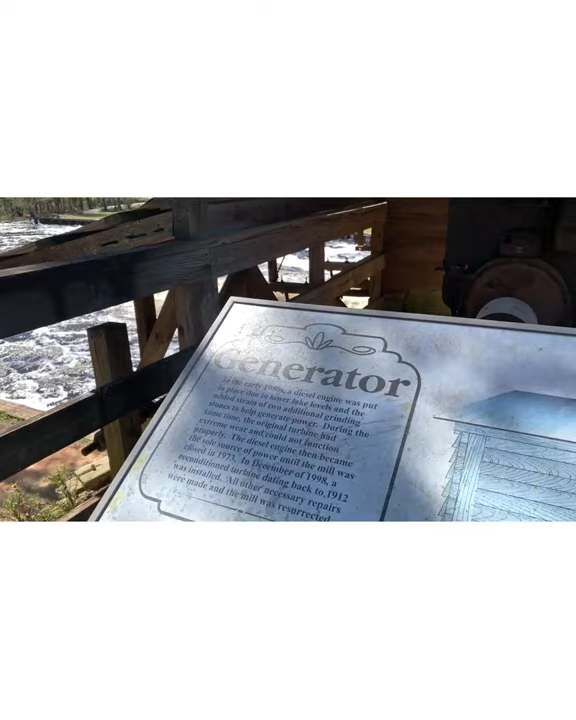 Generator
In the early 1950s, a diesel engine was put
in place due to lower lake levels and the
added strain of two additional grinding
stones to help generate power. During the
same time, the original turbine had
extreme wear and could not function
properly. The diesel engine then became
the sole source of power until the mill was
closed in 1973. In December of 1998, a
reconditioned turbine dating back to 1912
was installed. All other necessary repairs
were made and the mill was resurrected